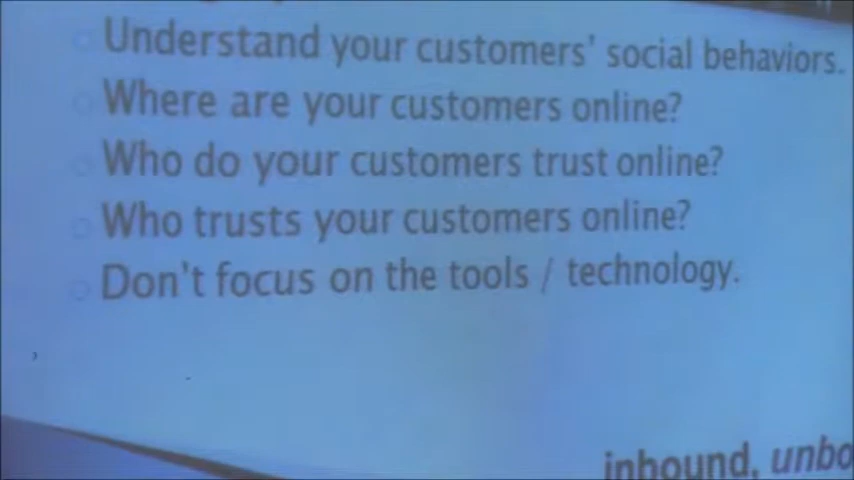 Understand your customers' social behaviors.
Where are your customers online?
Who do your customers trust online?
Who trusts your customers online?
Don't focus on the tools / technology.
inbound, unbo